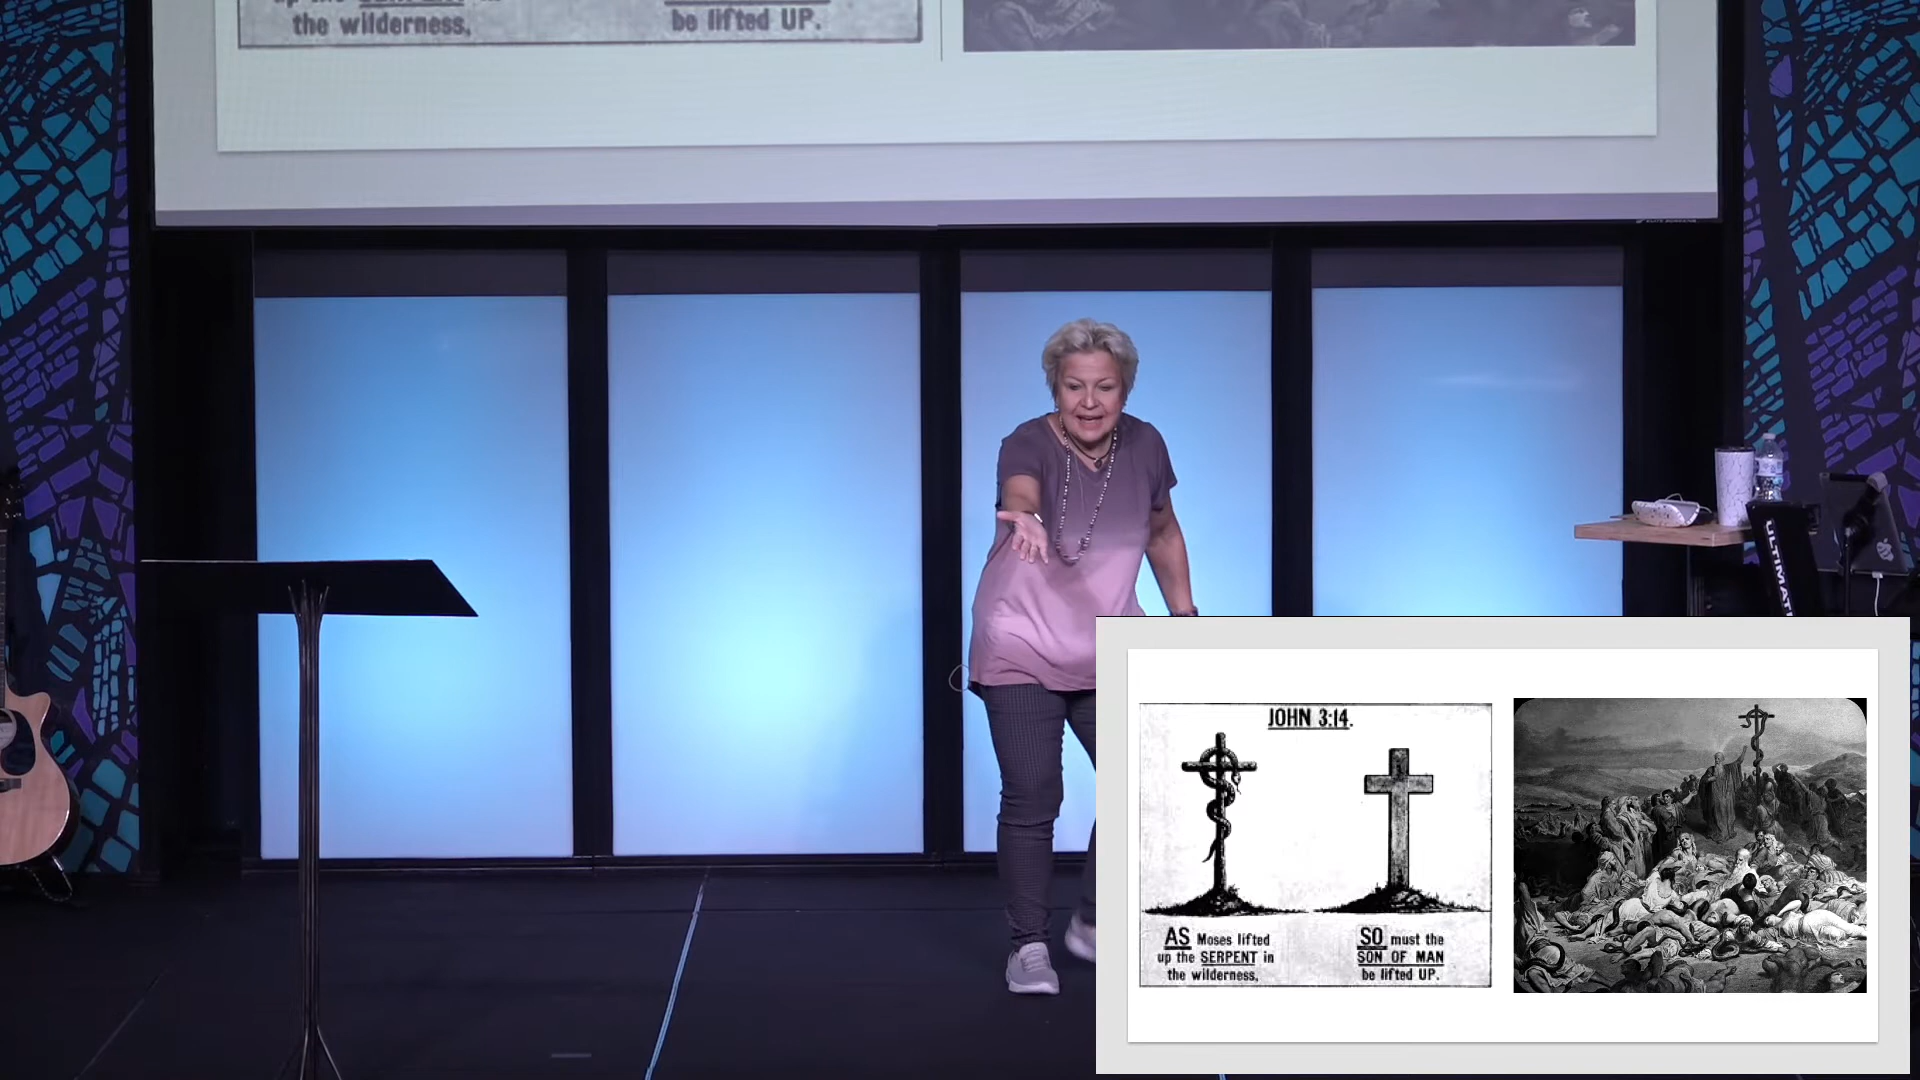 the wilderness,
be lifted UP.
ULTIMAT
JOHN 3:14.
AS Moses lifted
up the SERPENT in
the wilderness,
SO must the
SON OF MAN
be lifted UP.